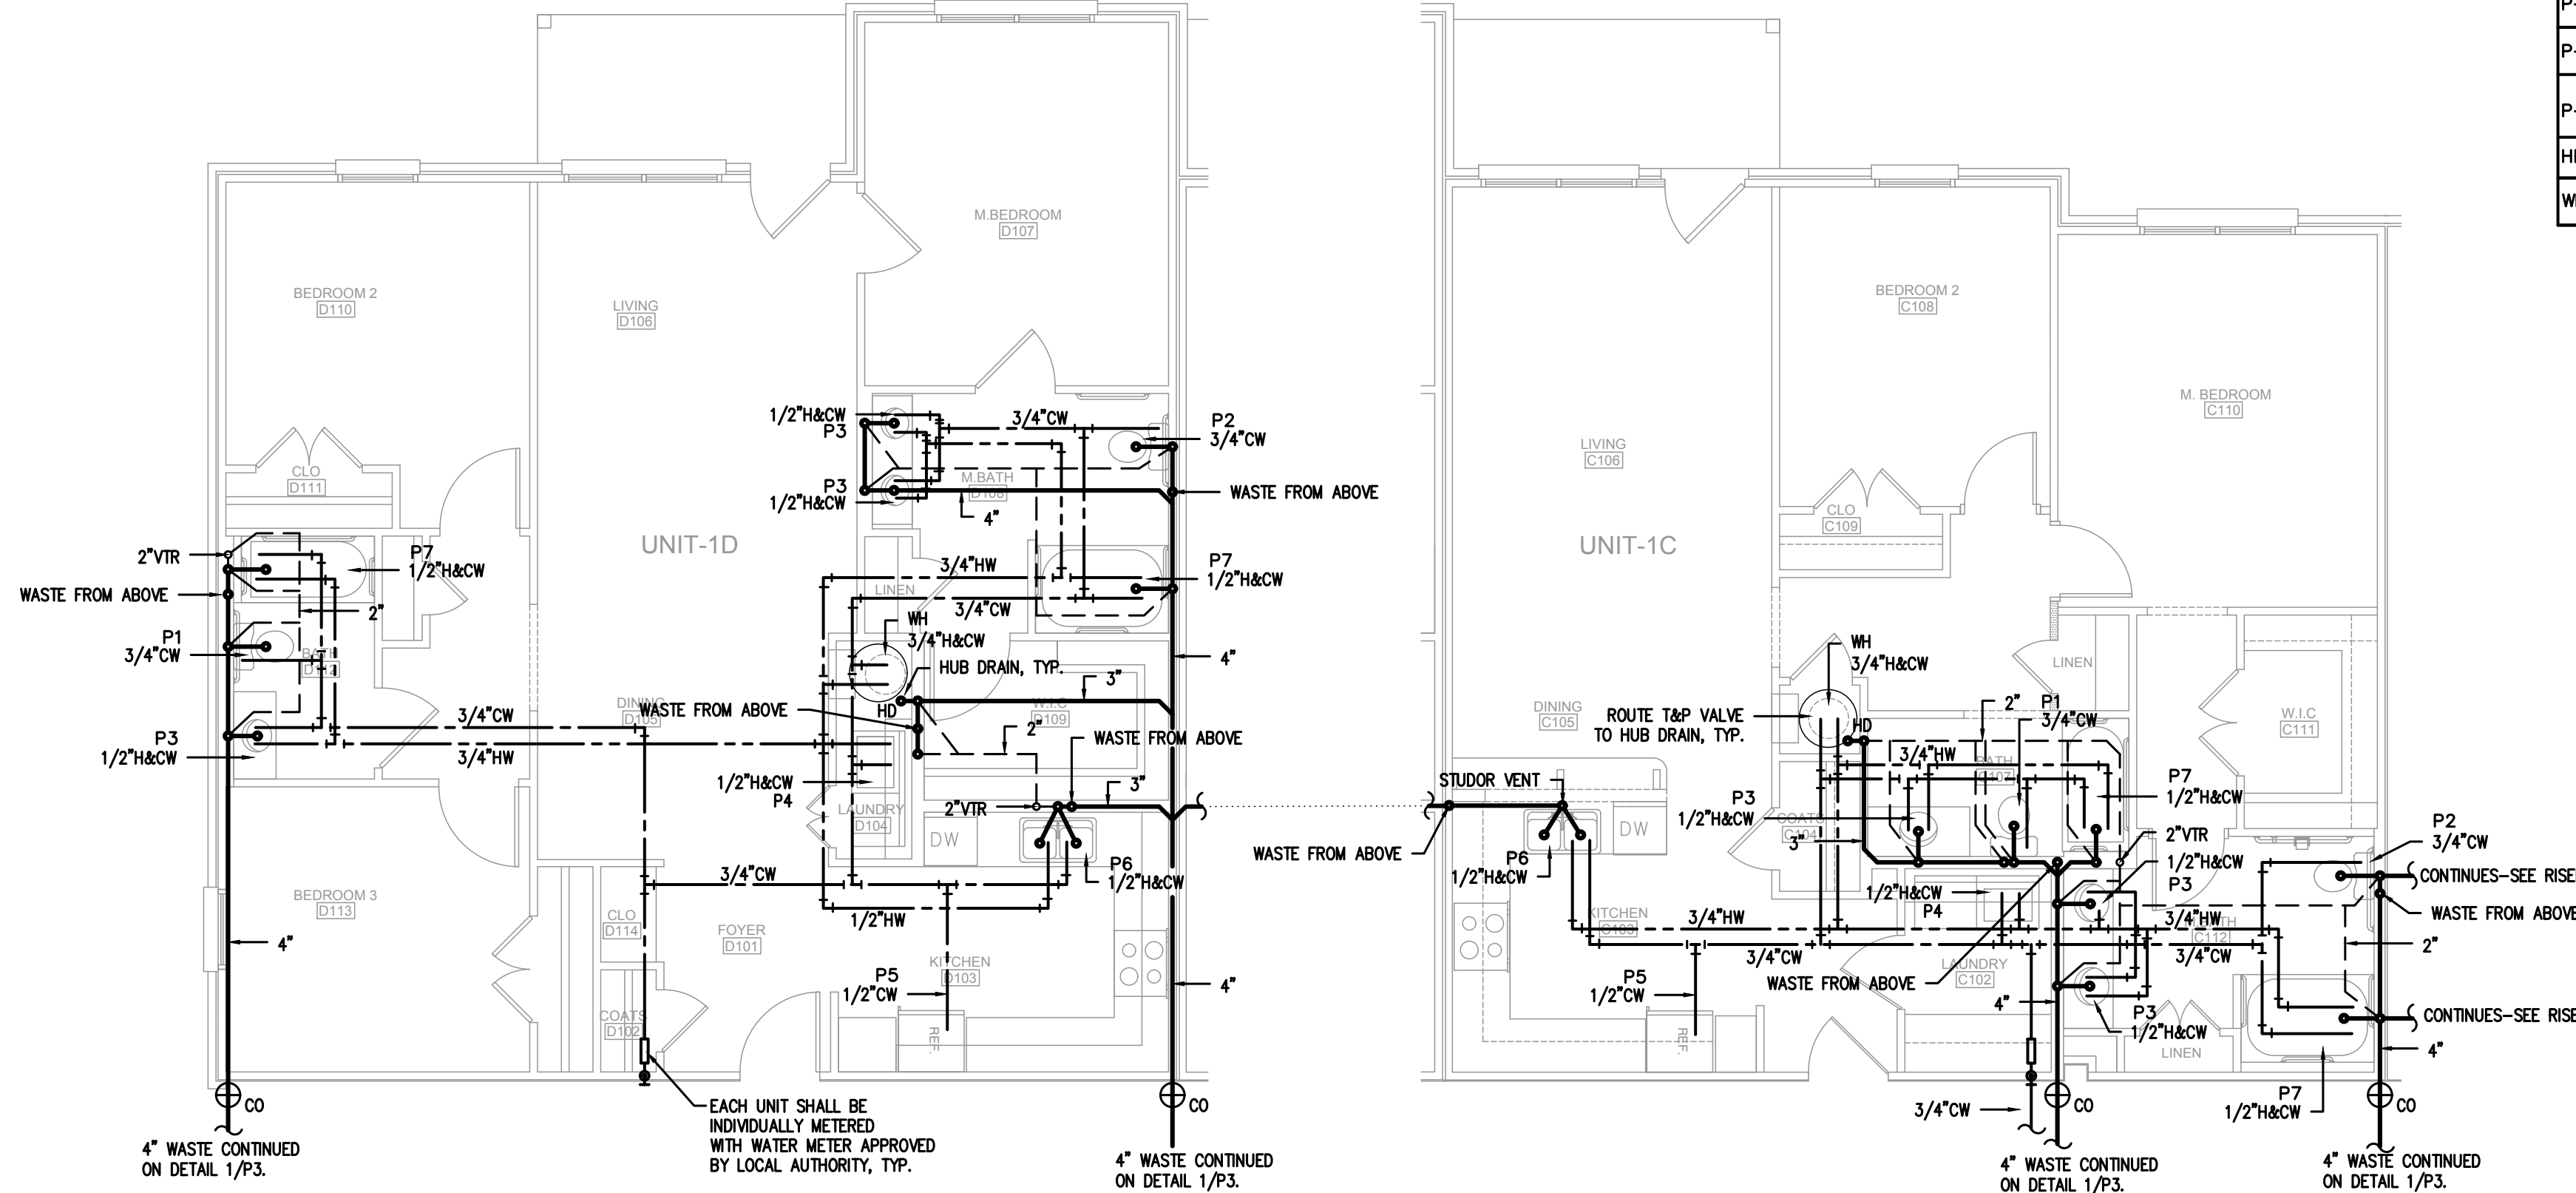 P-
P-
P-
H
W
M.BEDROOM
D107
BEDROOM 2
D110
LIVING
D106
CLO
D111
UNIT-1D
1/2"H&CW
P3
3/4"CW
P2
3/4"CW
P3
1/2"H&CW
M.BATH
D108
WASTE FROM ABOVE
4"
2"VTR
P7
1/2"H&CW
WASTE FROM ABOVE
2"
P1
3/4"CW
BATH
D112
P3
1/2"H&CW
3/4"CW
3/4"HW
3/4"HW
LINEN
3/4"CW
P7
1/2"H&CW
WH
3/4"H&CW
HUB DRAIN, TYP.
4"
3"
HD
DINING
D105
WASTE FROM ABOVE
W.I.C
D109
2"
WASTE FROM ABOVE
1/2"H&CW
P4
3"
LAUNDRY
D104
2"VTR
DW
P6
1/2"H&CW
3/4"CW
1/2"HW
BEDROOM 3
D113
CLO
D114
FOYER
D101
4"
KITCHEN
D103
P5
1/2"CW
4"
COATS
D102
REF.
CO
CO
EACH UNIT SHALL BE
INDIVIDUALLY METERED
WITH WATER METER APPROVED
BY LOCAL AUTHORITY, TYP.
4" WASTE CONTINUED
ON DETAIL 1/P3.
4" WASTE CONTINUED
ON DETAIL 1/P3.
BEDROOM 2
C108
M. BEDROOM
C110
LIVING
C106
CLO
C109
UNIT-1C
WH
3/4"H&CW
LINEN
DINING
C105
ROUTE T&P VALVE
TO HUB DRAIN, TYP.
HD
2"
P1
3/4"CW
W.I.C
C111
3/4"HW
BATH
C107
STUDOR VENT
P3
1/2"H&CW
P7
1/2"H&CW
DW
COATS
C104
3"
2"VTR
P2
3/4"CW
WASTE FROM ABOVE
P6
1/2"H&CW
1/2"H&CW
P3
1/2"H&CW
P4
CONTINUES-SEE RISE
WASTE FROM ABOVE
KITCHEN
C103
3/4"HW
3/4"HW
C112
3/4"CW
3/4"CW
2"
WASTE FROM ABOVE
LAUNDRY
C102
P5
1/2"CW
4"
P3
1/2"H&CW
CONTINUES-SEE RISE
REF.
LINEN
4"
P7
1/2"H&CW
3/4"CW
CO
CO
4" WASTE CONTINUED
ON DETAIL 1/P3.
4" WASTE CONTINUED
ON DETAIL 1/P3.